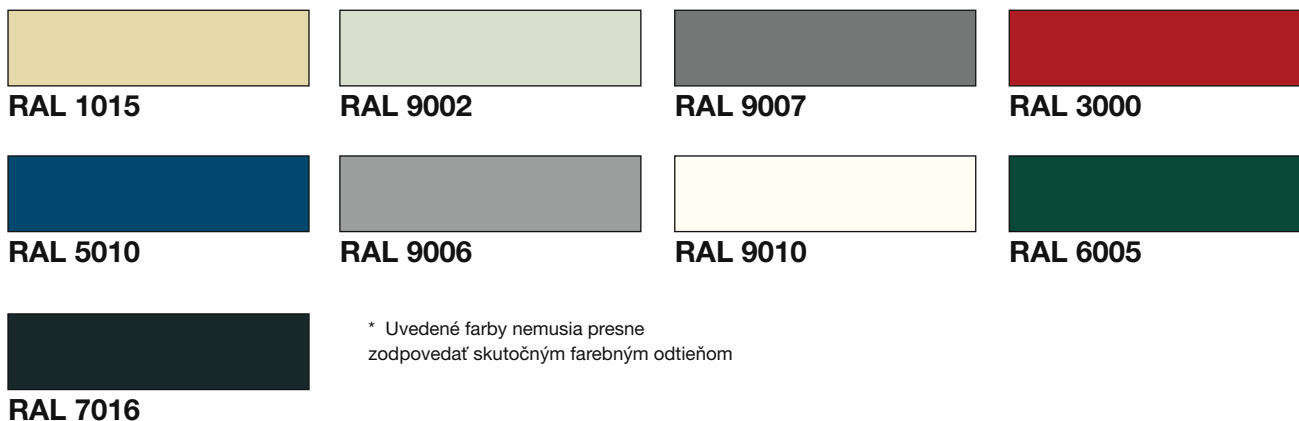 RAL 1015
RAL 9002
RAL 9007
RAL 3000
RAL 5010
RAL 9006
RAL 9010
RAL 6005
RAL 7016
* Uvedené farby nemusia presne
zodpovedať skutočným farebným odtieňom